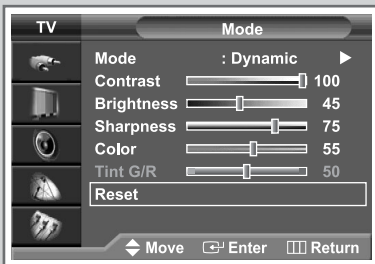 TV Mode
Mode : Dynamic
Contrast 100
Brightness 45
Sharpness 75
Color 55
Tint G/R 50
Reset
Move Enter Return